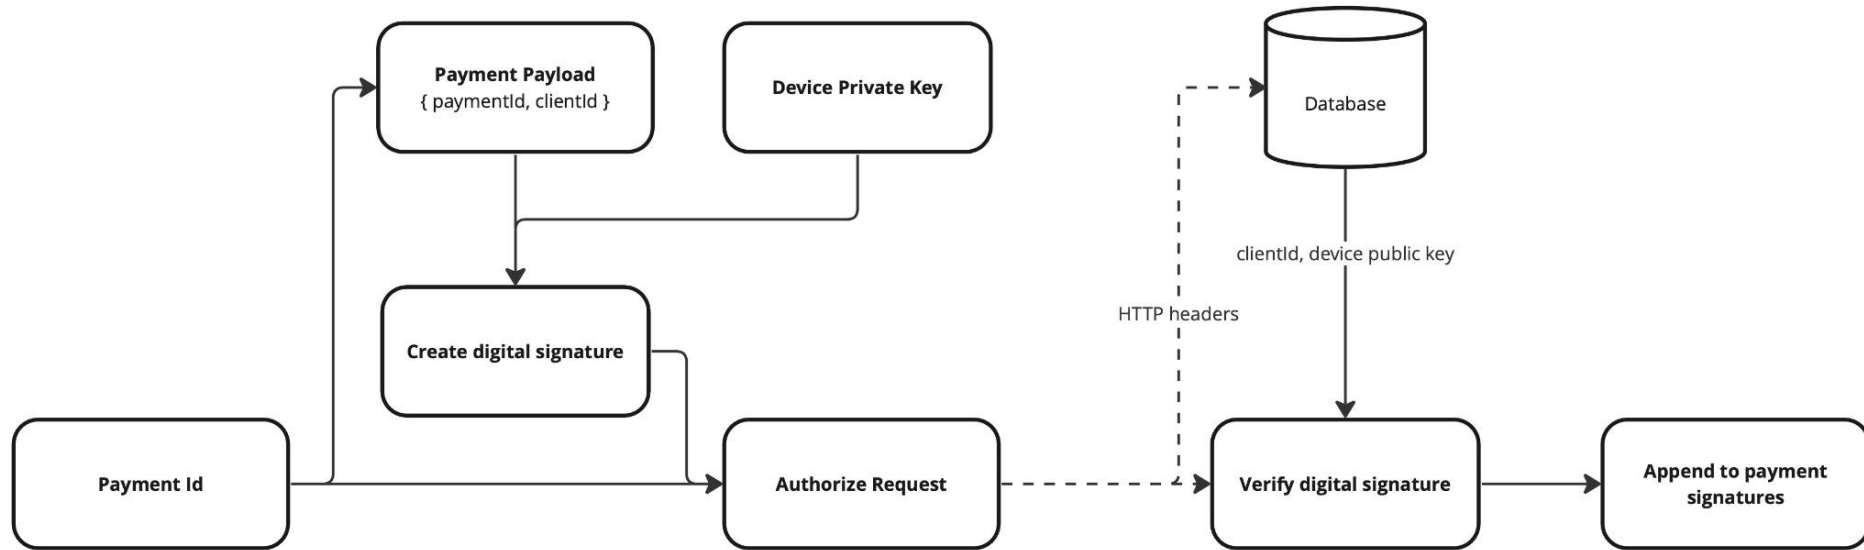 Payment Payload
{ paymentId, clientId }
Device Private Key
Database
clientId, device public key
HTTP headers
Create digital signature
Payment Id
Authorize Request
Verify digital signature
Append to payment
signatures